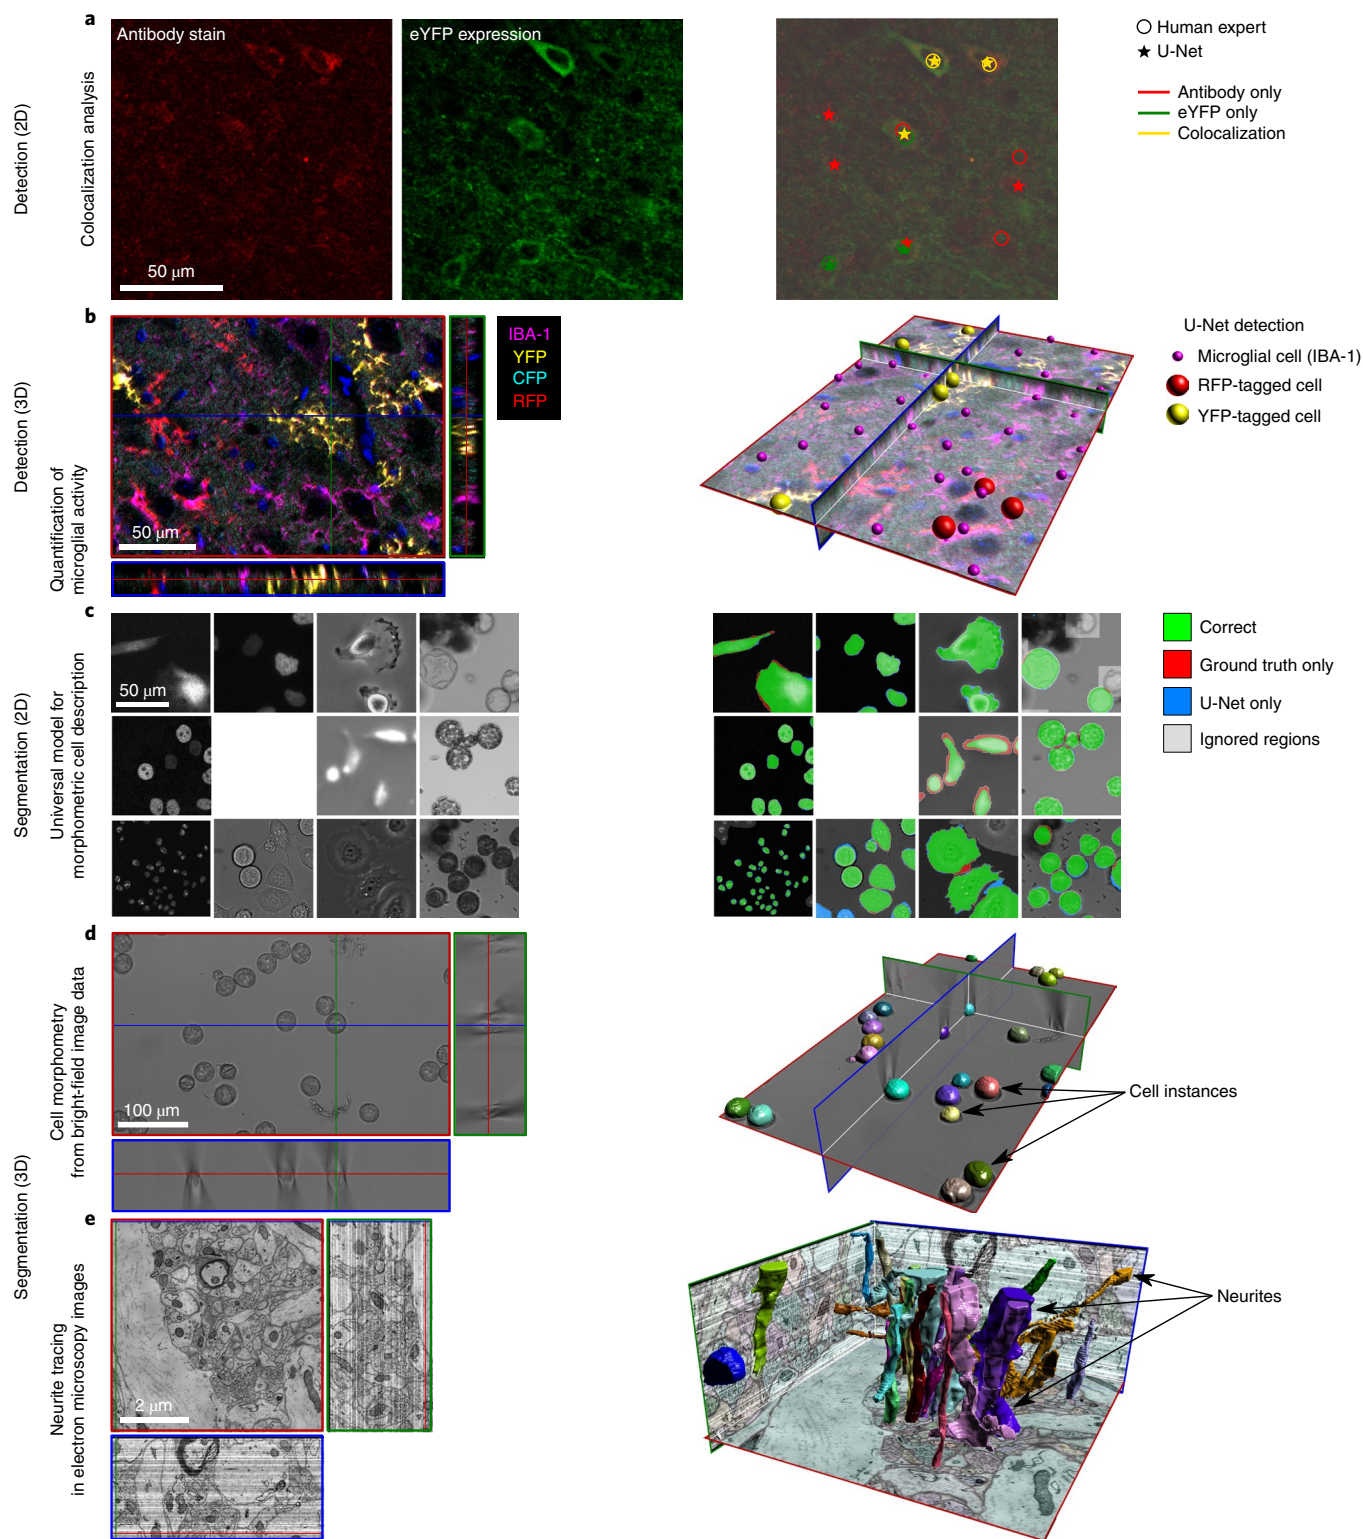 a
Detection (2D)
Colocalization analysis
Antibody stain
eYFP expression
50 μm
Human expert
U-Net
Antibody only
eYFP only
Colocalization
b
Detection (3D)
Quantification of
microglial activity
50 μm
IBA-1
YFP
CFP
RFP
U-Net detection
Microglial cell (IBA-1)
RFP-tagged cell
YFP-tagged cell
c
Segmentation (2D)
Universal model for
morphometric cell description
50 μm
Correct
Ground truth only
U-Net only
Ignored regions
d
Segmentation (3D)
Cell morphometry
from bright-field image data
100 μm
Cell instances
e
Neurite tracing
in electron microscopy images
2 μm
Neurites